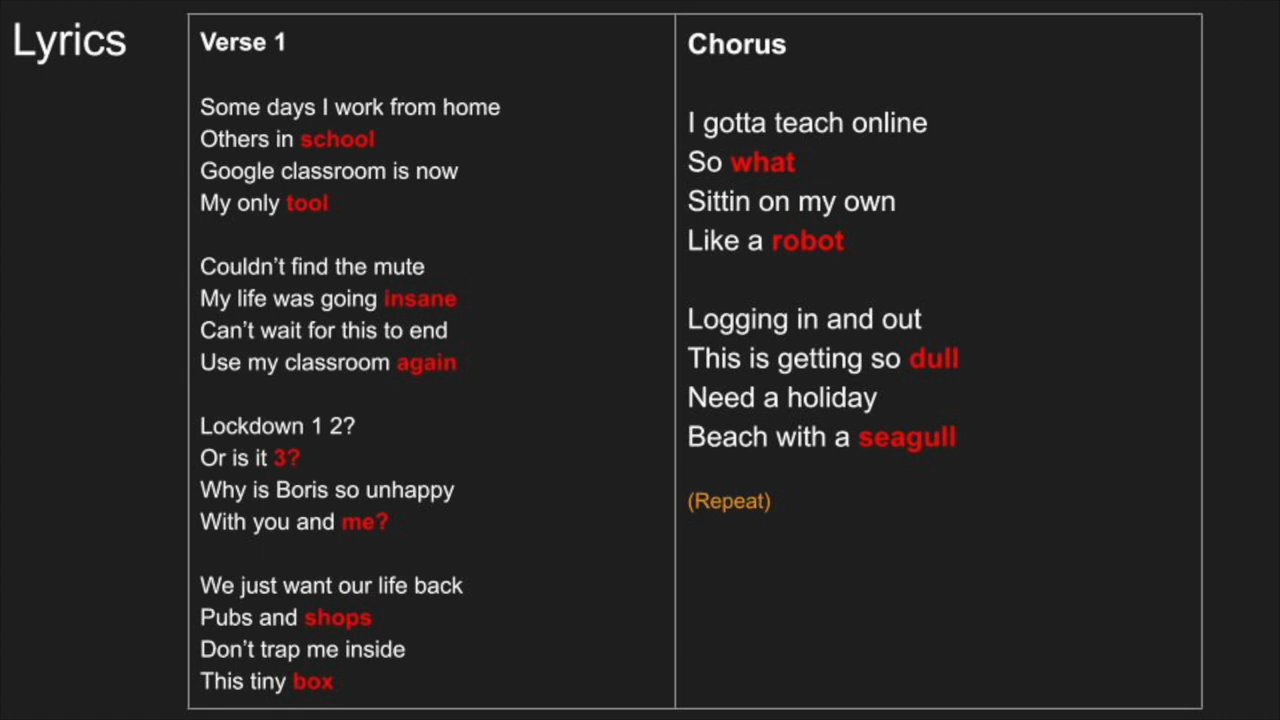 Lyrics
Verse 1
Some days I work from home
Others in school
Google classroom is now
My only tool
Couldn't find the mute
My life was going insane
Can't wait for this to end
Use my classroom again
Lockdown 1 2?
Or is it 3?
Why is Boris so unhappy
With you and me?
We just want our life back
Pubs and shops
Don't trap me inside
This tiny box
Chorus
I gotta teach online
So what
Sittin on my own
Like a robot
Logging in and out
This is getting so dull
Need a holiday
Beach with a seagull
(Repeat)